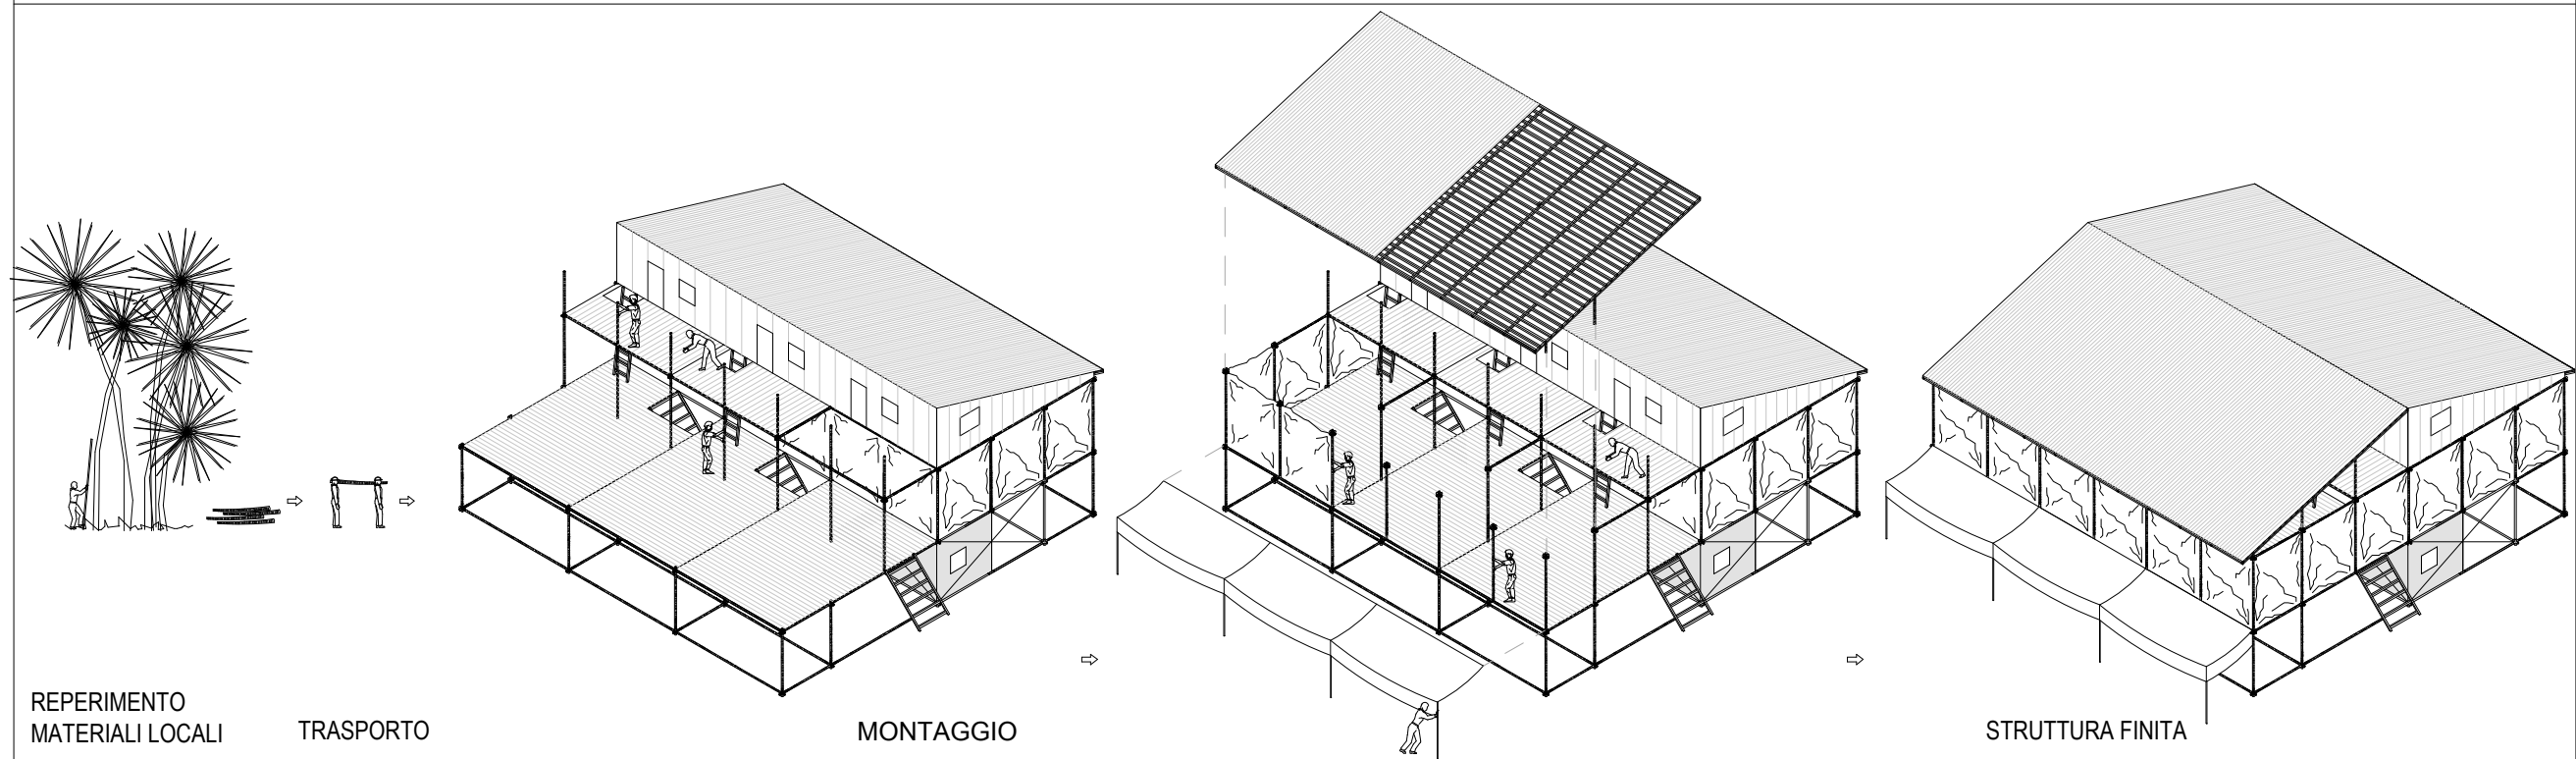 REPERIMENTO
MATERIALI LOCALI
TRASPORTO
MONTAGGIO
STRUTTURA FINITA